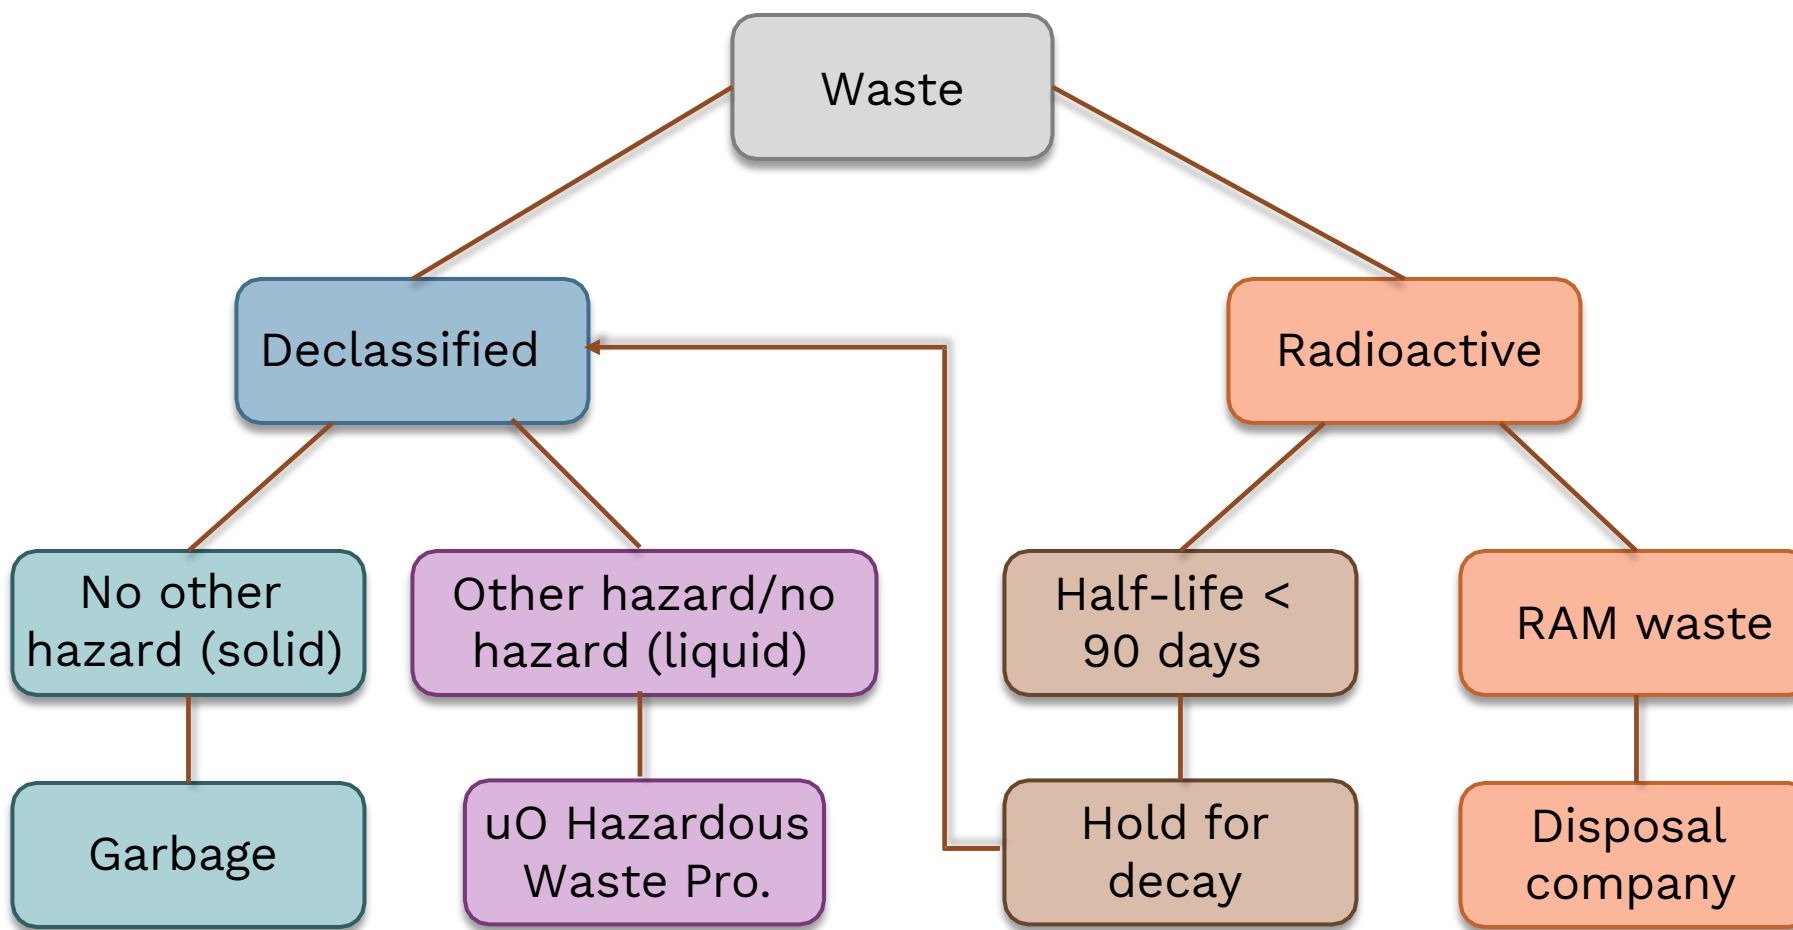 Waste
Declassified
Radioactive
No other
hazard (solid)
Other hazard/no
hazard (liquid)
Half-life <
90 days
RAM waste
Garbage
uO Hazardous
Waste Pro.
Hold for
decay
Disposal
company